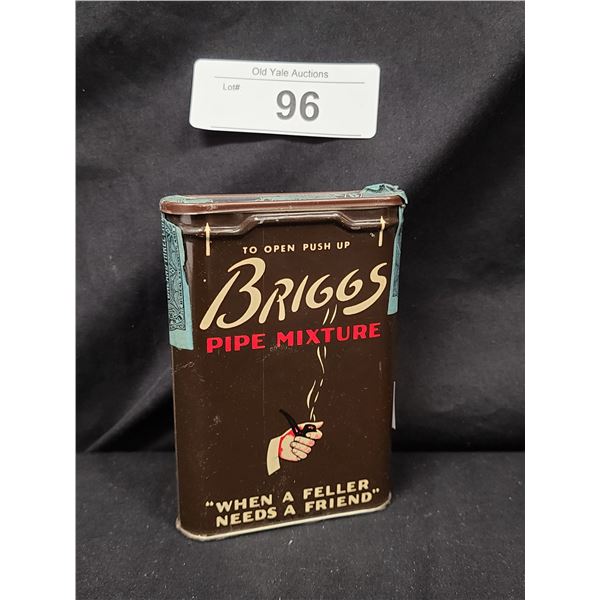 Old Yale Auctions
Lot#
96
TO OPEN PUSH UP
BRIGGS
PIPE MIXTURE
"WHEN A FELLER
NEEDS A FRIEND"